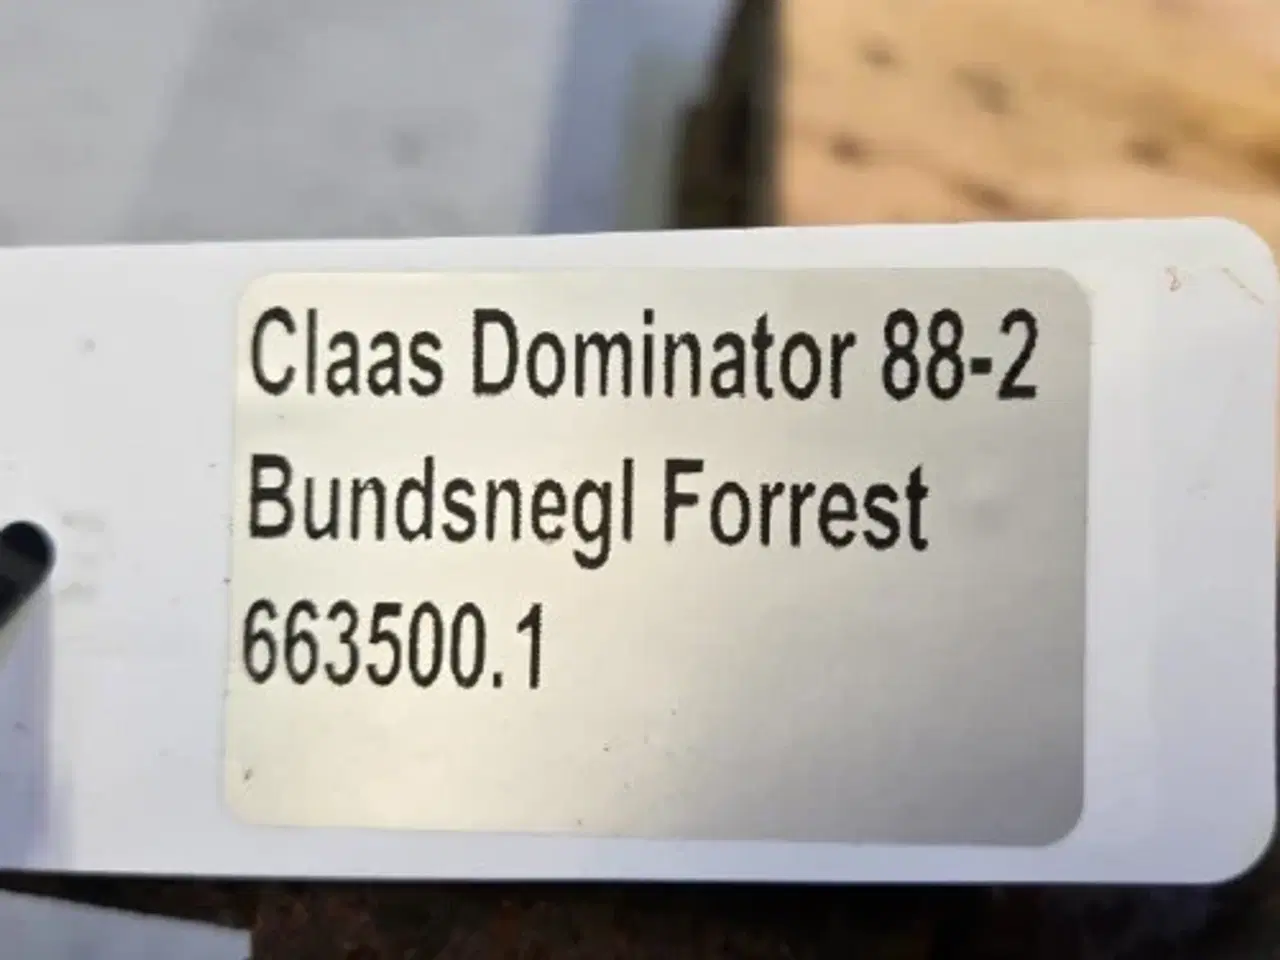 Claas Dominator 88-2
Bundsnegl Forrest
663500.1